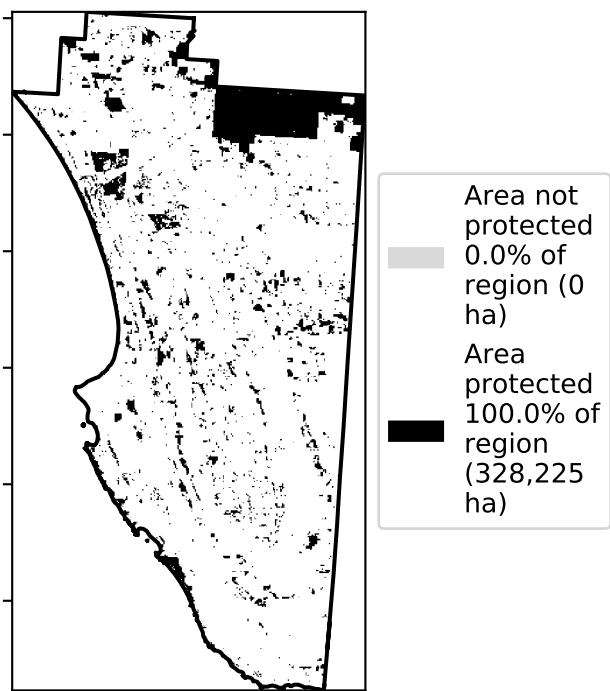 Area not
protected
0.0% of
region (0
ha)
Area
protected
100.0% of
region
(328,225
ha)